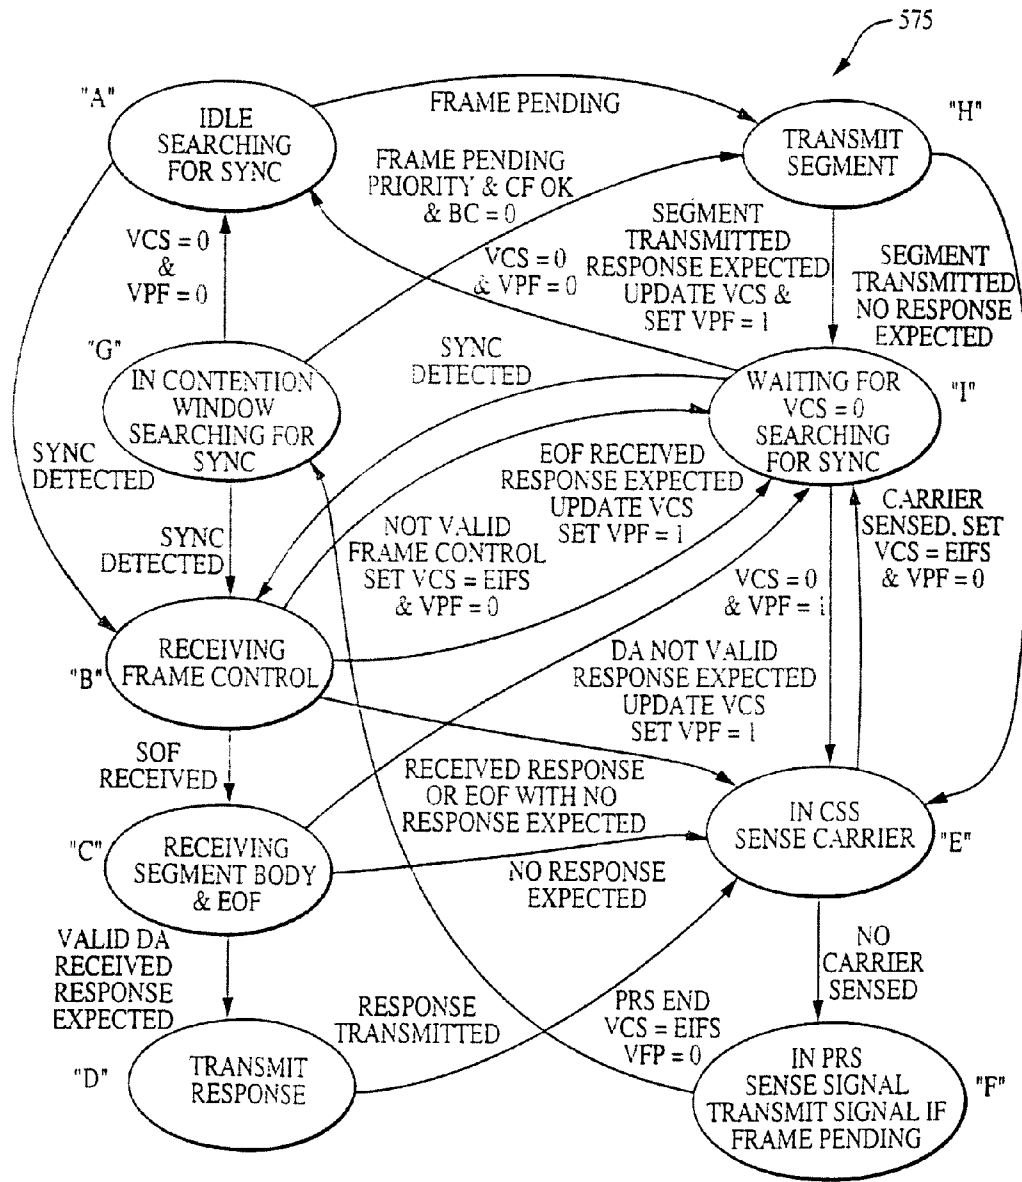 575
"A"
IDLE
SEARCHING
FOR SYNC
FRAME PENDING
"H"
TRANSMIT
SEGMENT
FRAME PENDING
PRIORITY & CF OK
& BC = 0
VCS = 0
&
VPF = 0
VCS = 0
& VPF = 0
SEGMENT
TRANSMITTED
RESPONSE EXPECTED
UPDATE VCS &
SET VPF = 1
SEGMENT
TRANSMITTED
NO RESPONSE
EXPECTED
"G"
IN CONTENTION
WINDOW
SEARCHING FOR
SYNC
SYNC
DETECTED
WAITING FOR
VCS = 0
SEARCHING
FOR SYNC
"I"
SYNC
DETECTED
SYNC
DETECTED
EOF RECEIVED
RESPONSE EXPECTED
UPDATE VCS
SET VPF = 1
CARRIER
SENSED, SET
VCS = EIFS
& VPF = 0
NOT VALID
FRAME CONTROL
SET VCS = EIFS
& VPF = 0
VCS = 0
& VPF = 1
"B"
RECEIVING
FRAME CONTROL
DA NOT VALID
RESPONSE EXPECTED
UPDATE VCS
SET VPF = 1
SOF
RECEIVED
RECEIVED RESPONSE
OR EOF WITH NO
RESPONSE EXPECTED
"C"
RECEIVING
SEGMENT BODY
& EOF
IN CSS
SENSE CARRIER
"E"
NO RESPONSE
EXPECTED
VALID DA
RECEIVED
RESPONSE
EXPECTED
NO
CARRIER
SENSED
RESPONSE
TRANSMITTED
PRS END
VCS = EIFS
VFP = 0
"D"
TRANSMIT
RESPONSE
IN PRS
SENSE SIGNAL
TRANSMIT SIGNAL IF
FRAME PENDING
"F"